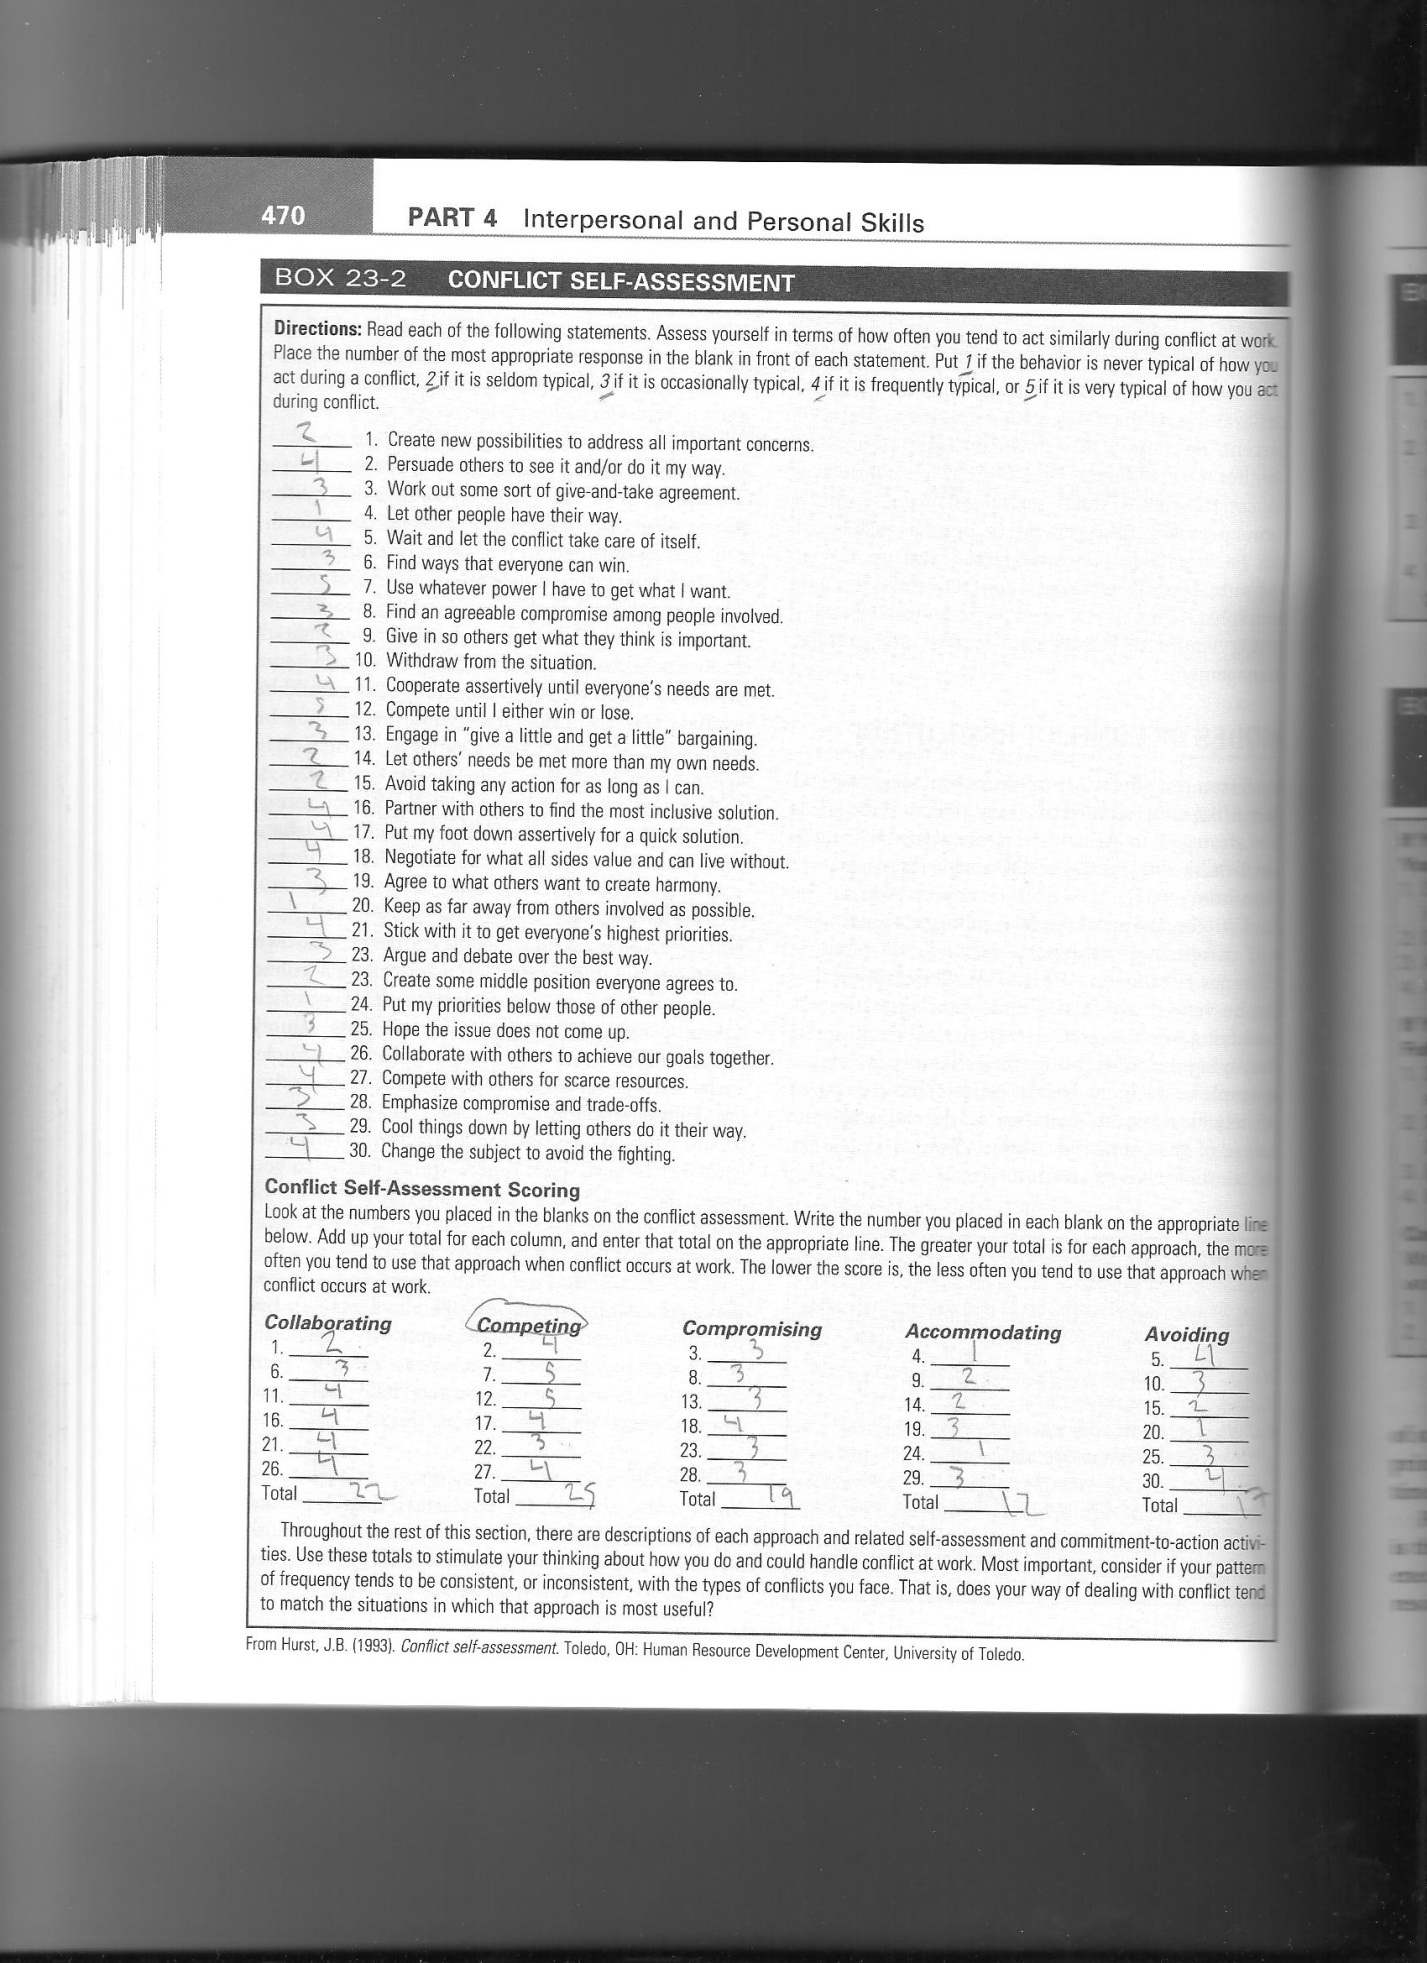 470 PART 4 Interpersonal and Personal Skills
BOX 23-2 CONFLICT SELF-ASSESSMENT
Directions: Read each of the following statements. Assess yourself in terms of how often you tend to act similarly during conflict at work.
Place the number of the most appropriate response in the blank in front of each statement. Put 1 if the behavior is never typical of how you
act during a conflict, 2 if it is seldom typical, 3 if it is occasionally typical, 4 if it is frequently typical, or 5 if it is very typical of how you act
during conflict.
2 1. Create new possibilities to address all important concerns.
4 2. Persuade others to see it and/or do it my way.
3 3. Work out some sort of give-and-take agreement.
1 4. Let other people have their way.
4 5. Wait and let the conflict take care of itself.
3 6. Find ways that everyone can win.
5 7. Use whatever power I have to get what I want.
3 8. Find an agreeable compromise among people involved.
2 9. Give in so others get what they think is important.
3 10. Withdraw from the situation.
4 11. Cooperate assertively until everyone's needs are met.
5 12. Compete until I either win or lose.
3 13. Engage in "give a little and get a little" bargaining.
2 14. Let others' needs be met more than my own needs.
2 15. Avoid taking any action for as long as I can.
4 16. Partner with others to find the most inclusive solution.
4 17. Put my foot down assertively for a quick solution.
4 18. Negotiate for what all sides value and can live without.
3 19. Agree to what others want to create harmony.
1 20. Keep as far away from others involved as possible.
4 21. Stick with it to get everyone's highest priorities.
3 23. Argue and debate over the best way.
2 23. Create some middle position everyone agrees to.
1 24. Put my priorities below those of other people.
3 25. Hope the issue does not come up.
4 26. Collaborate with others to achieve our goals together.
4 27. Compete with others for scarce resources.
3 28. Emphasize compromise and trade-offs.
3 29. Cool things down by letting others do it their way.
4 30. Change the subject to avoid the fighting.
Conflict Self-Assessment Scoring
Look at the numbers you placed in the blanks on the conflict assessment. Write the number you placed in each blank on the appropriate line
below. Add up your total for each column, and enter that total on the appropriate line. The greater your total is for each approach, the more
often you tend to use that approach when conflict occurs at work. The lower the score is, the less often you tend to use that approach when
conflict occurs at work.
Collaborating Competing Compromising Accommodating Avoiding
1. 2 2. 4 3. 3 4. 1 5. 4
6. 3 7. 5 8. 3 9. 2 10. 3
11. 4 12. 5 13. 3 14. 2 15. 2
16. 4 17. 4 18. 4 19. 3 20. 1
21. 4 22. 3 23. 3 24. 1 25. 3
26. 4 27. 4 28. 3 29. 3 30. 4
Total 22 Total 25 Total 19 Total 12 Total
Throughout the rest of this section, there are descriptions of each approach and related self-assessment and commitment-to-action activi-
ties. Use these totals to stimulate your thinking about how you do and could handle conflict at work. Most important, consider if your pattern
of frequency tends to be consistent, or inconsistent, with the types of conflicts you face. That is, does your way of dealing with conflict tend
to match the situations in which that approach is most useful?
From Hurst, J.B. (1993). Conflict self-assessment. Toledo, OH: Human Resource Development Center, University of Toledo.